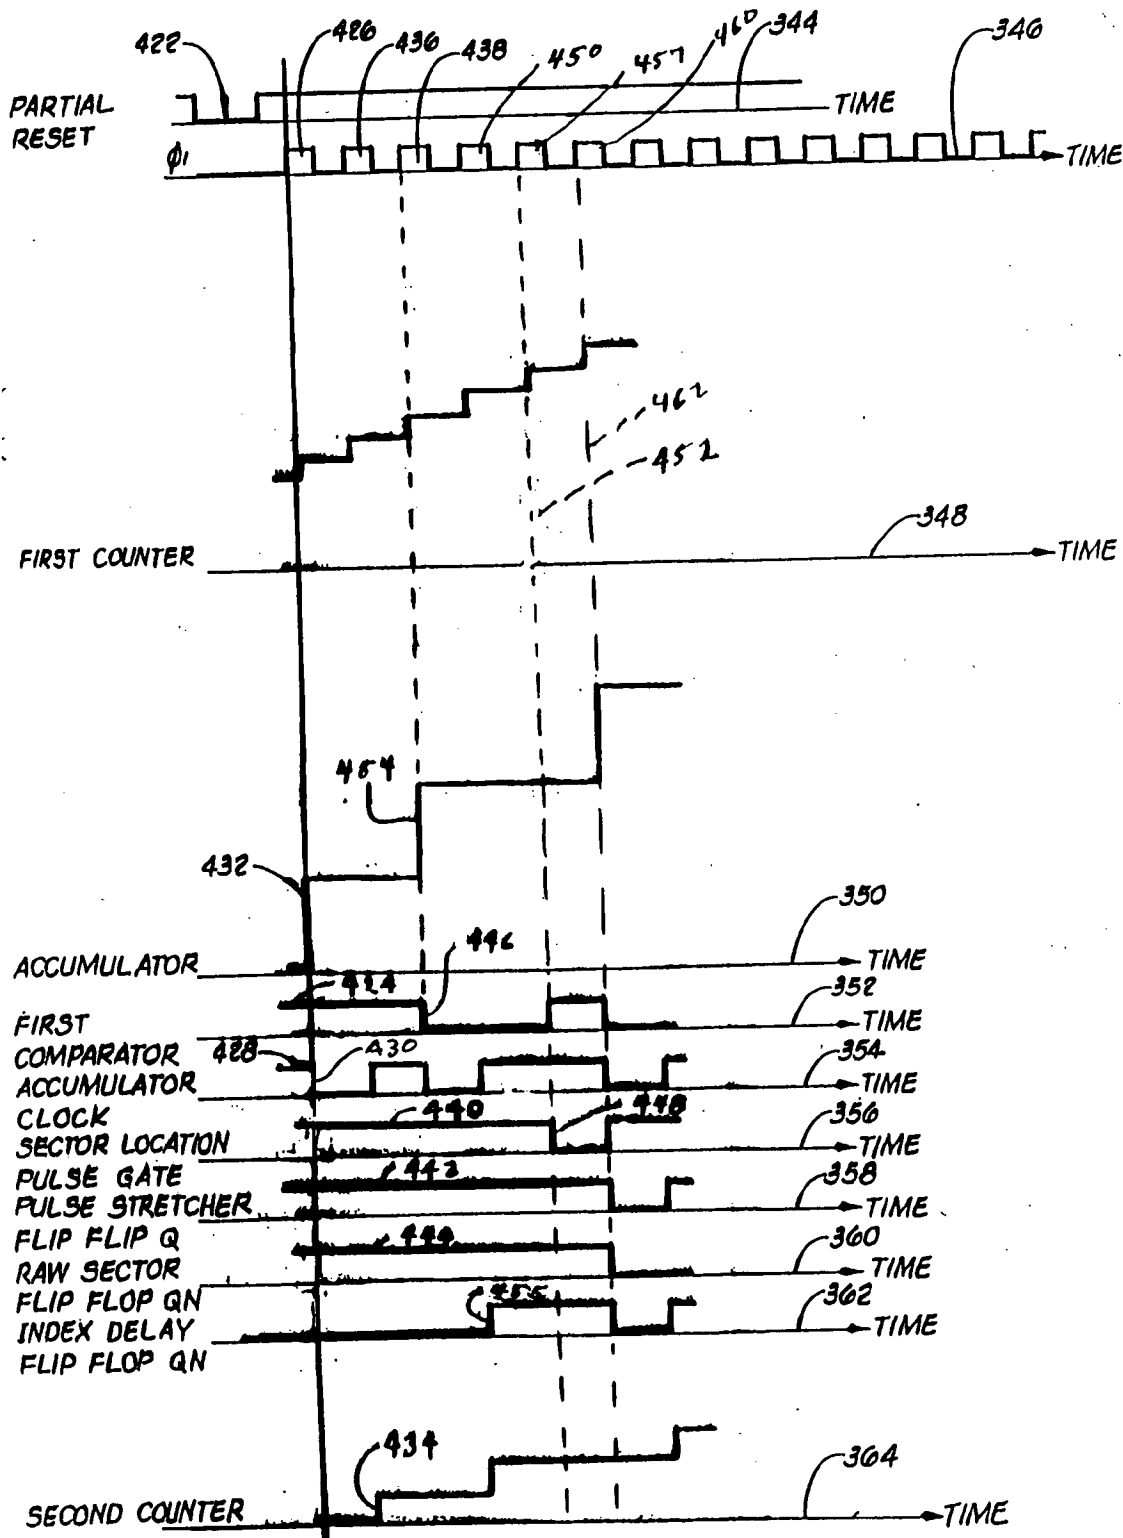 422 426 436 438 450 457 460 344 346
PARTIAL
RESET
TIME
ϕ1
TIME
462
452
348
FIRST COUNTER
TIME
454
432
350
446
ACCUMULATOR
TIME
424
352
FIRST
TIME
COMPARATOR
428
430
354
ACCUMULATOR
TIME
CLOCK
440
448
356
SECTOR LOCATION
TIME
PULSE GATE
442
358
PULSE STRETCHER
TIME
FLIP FLIP Q
444
360
RAW SECTOR
TIME
FLIP FLOP QN
455
362
INDEX DELAY
TIME
FLIP FLOP QN
434
364
SECOND COUNTER
TIME